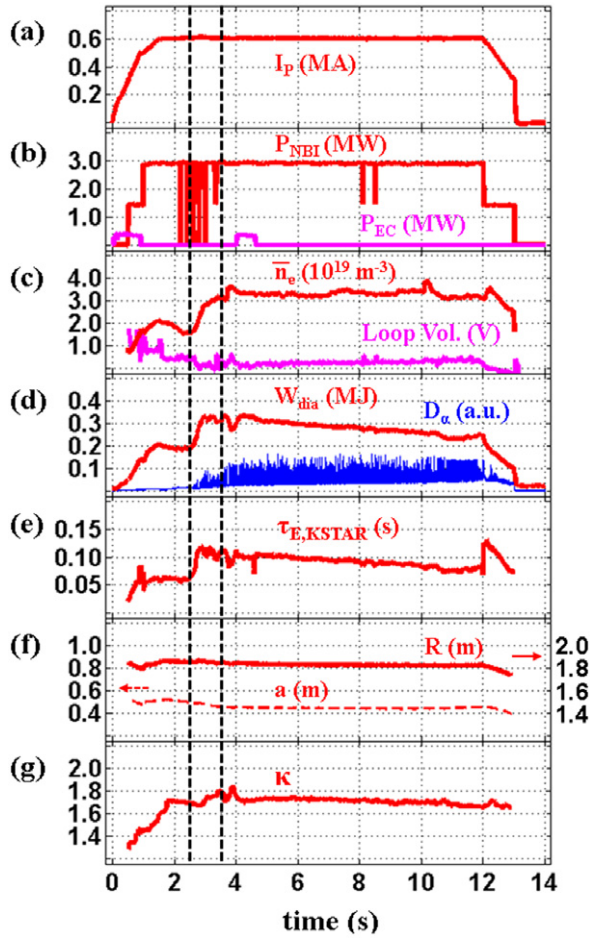 (a)
0.6
0.4
0.2
I_P (MA)
(b)
P_NBI (MW)
3.0
2.0
1.0
P_EC (MW)
(c)
n̅_e (10^19 m^-3)
4.0
3.0
2.0
1.0
Loop Vol. (V)
(d)
W_dia (MJ)
0.4
0.3
0.2
0.1
D_α (a.u.)
(e)
τ_E,KSTAR (s)
0.15
0.10
0.05
(f)
1.0
0.8
0.6
0.4
R (m)
a (m)
2.0
1.8
1.6
1.4
(g)
κ
2.0
1.8
1.6
1.4
0 2 4 6 8 10 12 14
time (s)